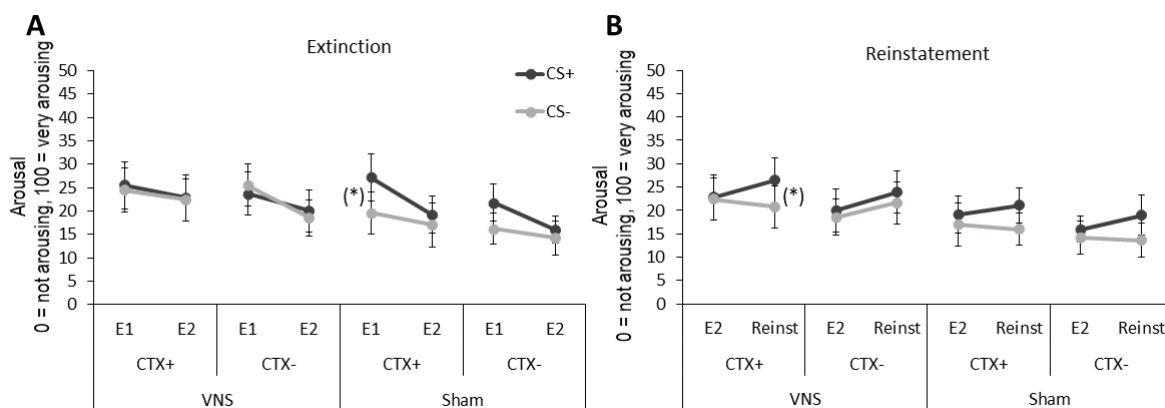 A
Extinction
Arousal
0 = not arousing, 100 = very arousing
50
45
40
35
30
25
20
15
10
5
0
CS+
CS-
(*)
E1 E2 E1 E2 E1 E2 E1 E2
CTX+ CTX- CTX+ CTX-
VNS Sham
B
Reinstatement
Arousal
0 = not arousing, 100 = very arousing
50
45
40
35
30
25
20
15
10
5
0
(*)
E2 Reinst E2 Reinst E2 Reinst E2 Reinst
CTX+ CTX- CTX+ CTX-
VNS Sham